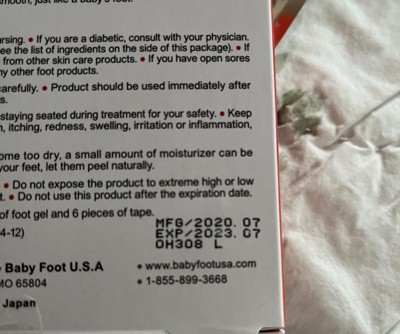 smooth, just like a baby's foot.
ursing. • If you are a diabetic, consult with your physician.
ee the list of ingredients on the side of this package). • If
from other skin care products. • If you have open sores
ny other foot products.
carefully. • Product should be used immediately after
s.
staying seated during treatment for your safety. • Keep
n, itching, redness, swelling, irritation or inflammation,
ome too dry, a small amount of moisturizer can be
your feet, let them peel naturally.
• Do not expose the product to extreme high or low
t. • Do not use this product after the expiration date.
of foot gel and 6 pieces of tape.
4-12)
MFG/2020. 07
EXP/2023. 07
OH308 L
Baby Foot U.S.A
MO 65804
• www.babyfootusa.com
• 1-855-899-3668
Japan